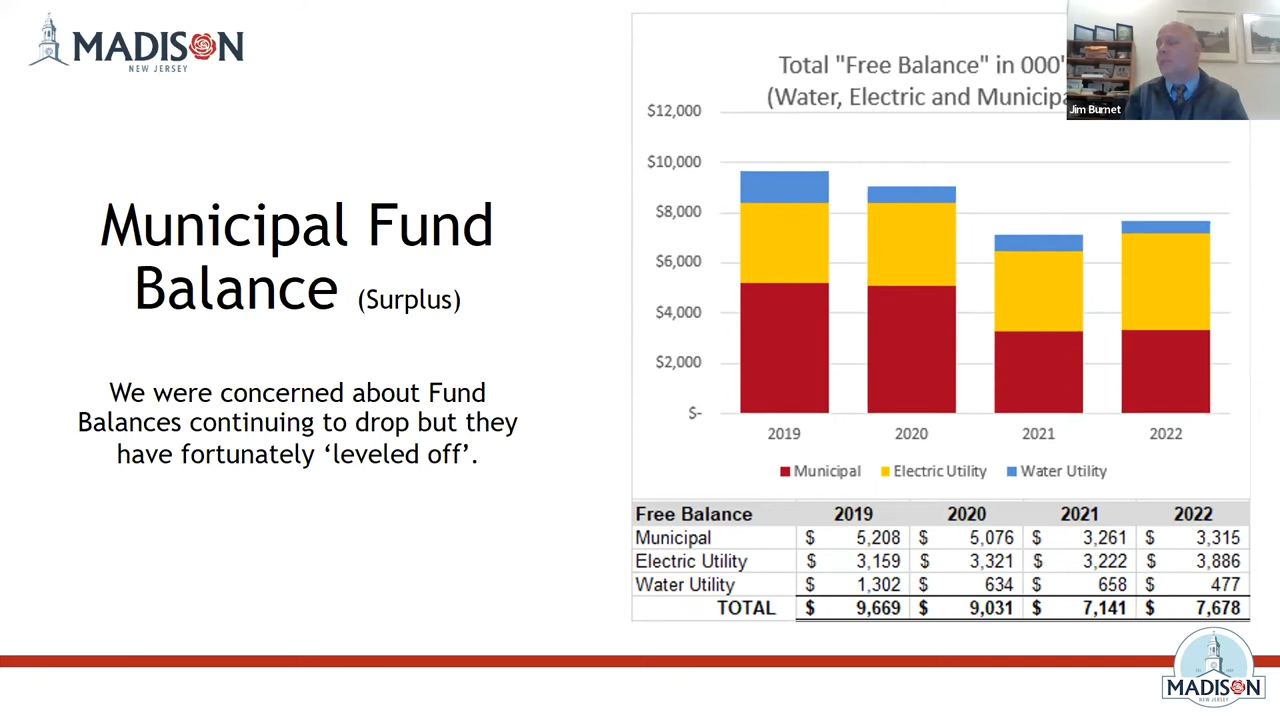 MADISON
NEW JERSEY
Municipal Fund
Balance (Surplus)
We were concerned about Fund
Balances continuing to drop but they
have fortunately ‘leveled off’.
Total "Free Balance" in 000'
(Water, Electric and Municipa
Jim Burnet
$12,000
$10,000
$8,000
$6,000
$4,000
$2,000
$-
2019 2020 2021 2022
Municipal Electric Utility Water Utility
Free Balance 2019 2020 2021 2022
Municipal $ 5,208 $ 5,076 $ 3,261 $ 3,315
Electric Utility $ 3,159 $ 3,321 $ 3,222 $ 3,886
Water Utility $ 1,302 $ 634 $ 658 $ 477
TOTAL $ 9,669 $ 9,031 $ 7,141 $ 7,678
MADISON
NEW JERSEY